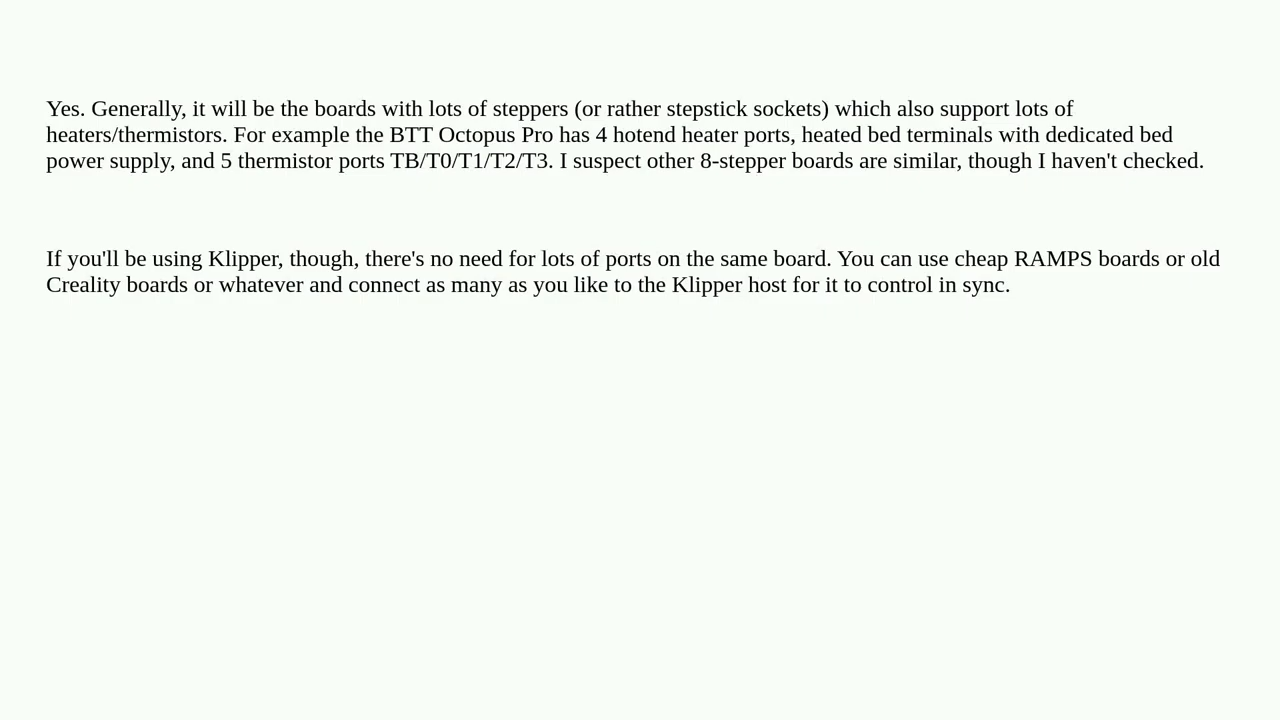 Yes. Generally, it will be the boards with lots of steppers (or rather stepstick sockets) which also support lots of
heaters/thermistors. For example the BTT Octopus Pro has 4 hotend heater ports, heated bed terminals with dedicated bed
power supply, and 5 thermistor ports TB/T0/T1/T2/T3. I suspect other 8-stepper boards are similar, though I haven't checked.
If you'll be using Klipper, though, there's no need for lots of ports on the same board. You can use cheap RAMPS boards or old
Creality boards or whatever and connect as many as you like to the Klipper host for it to control in sync.